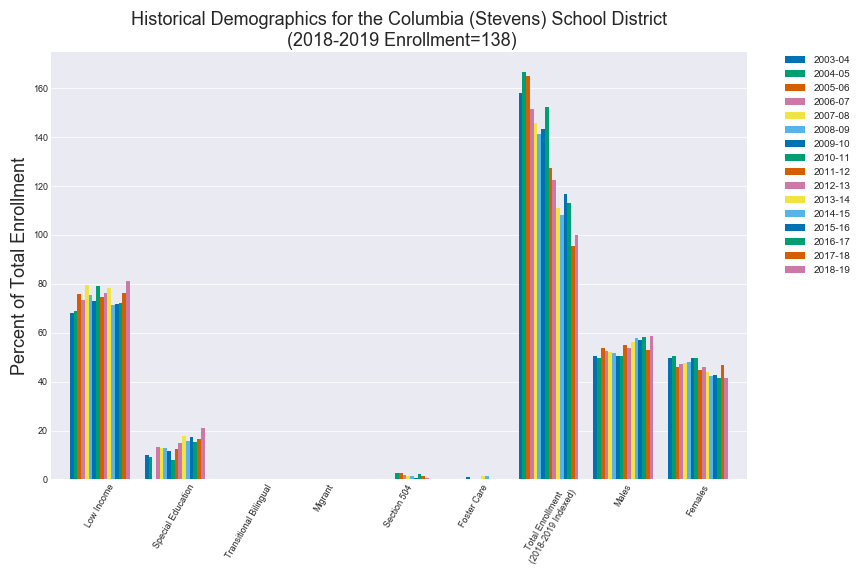 Historical Demographics for the Columbia (Stevens) School District
(2018-2019 Enrollment=138)
Percent of Total Enrollment
160
140
120
100
80
60
40
20
0
Low Income
Special Education
Transitional Bilingual
Migrant
Section 504
Foster Care
Total Enrollment
(2018-2019 Indexed)
Males
Females
2003-04
2004-05
2005-06
2006-07
2007-08
2008-09
2009-10
2010-11
2011-12
2012-13
2013-14
2014-15
2015-16
2016-17
2017-18
2018-19